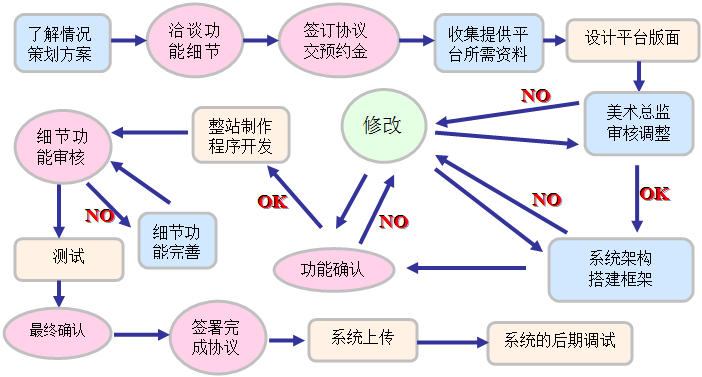 了解情况
策划方案
洽谈功
能细节
签订协议
交预约金
收集提供平
台所需资料
设计平台版面
NO
美术总监
审核调整
修改
整站制作
程序开发
细节功
能审核
OK
NO
OK
NO
NO
细节功
能完善
测试
功能确认
系统架构
搭建框架
最终确认
签署完
成协议
系统上传
系统的后期调试